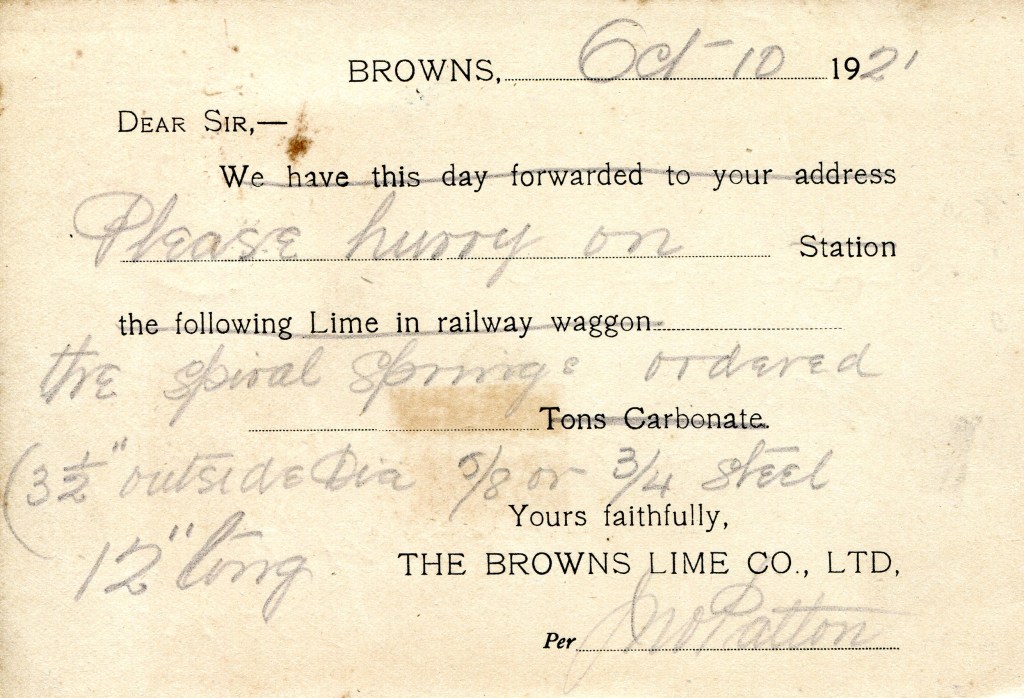 BROWNS, Oct 10 1921
DEAR SIR,—
We have this day forwarded to your address
Please hurry on Station
the following Lime in railway waggon
the spiral springs ordered
Tons Carbonate.
(3½" outside Dia 5/8 or 3/4 steel
Yours faithfully,
12" long
THE BROWNS LIME CO., LTD,
Per Jno Patton